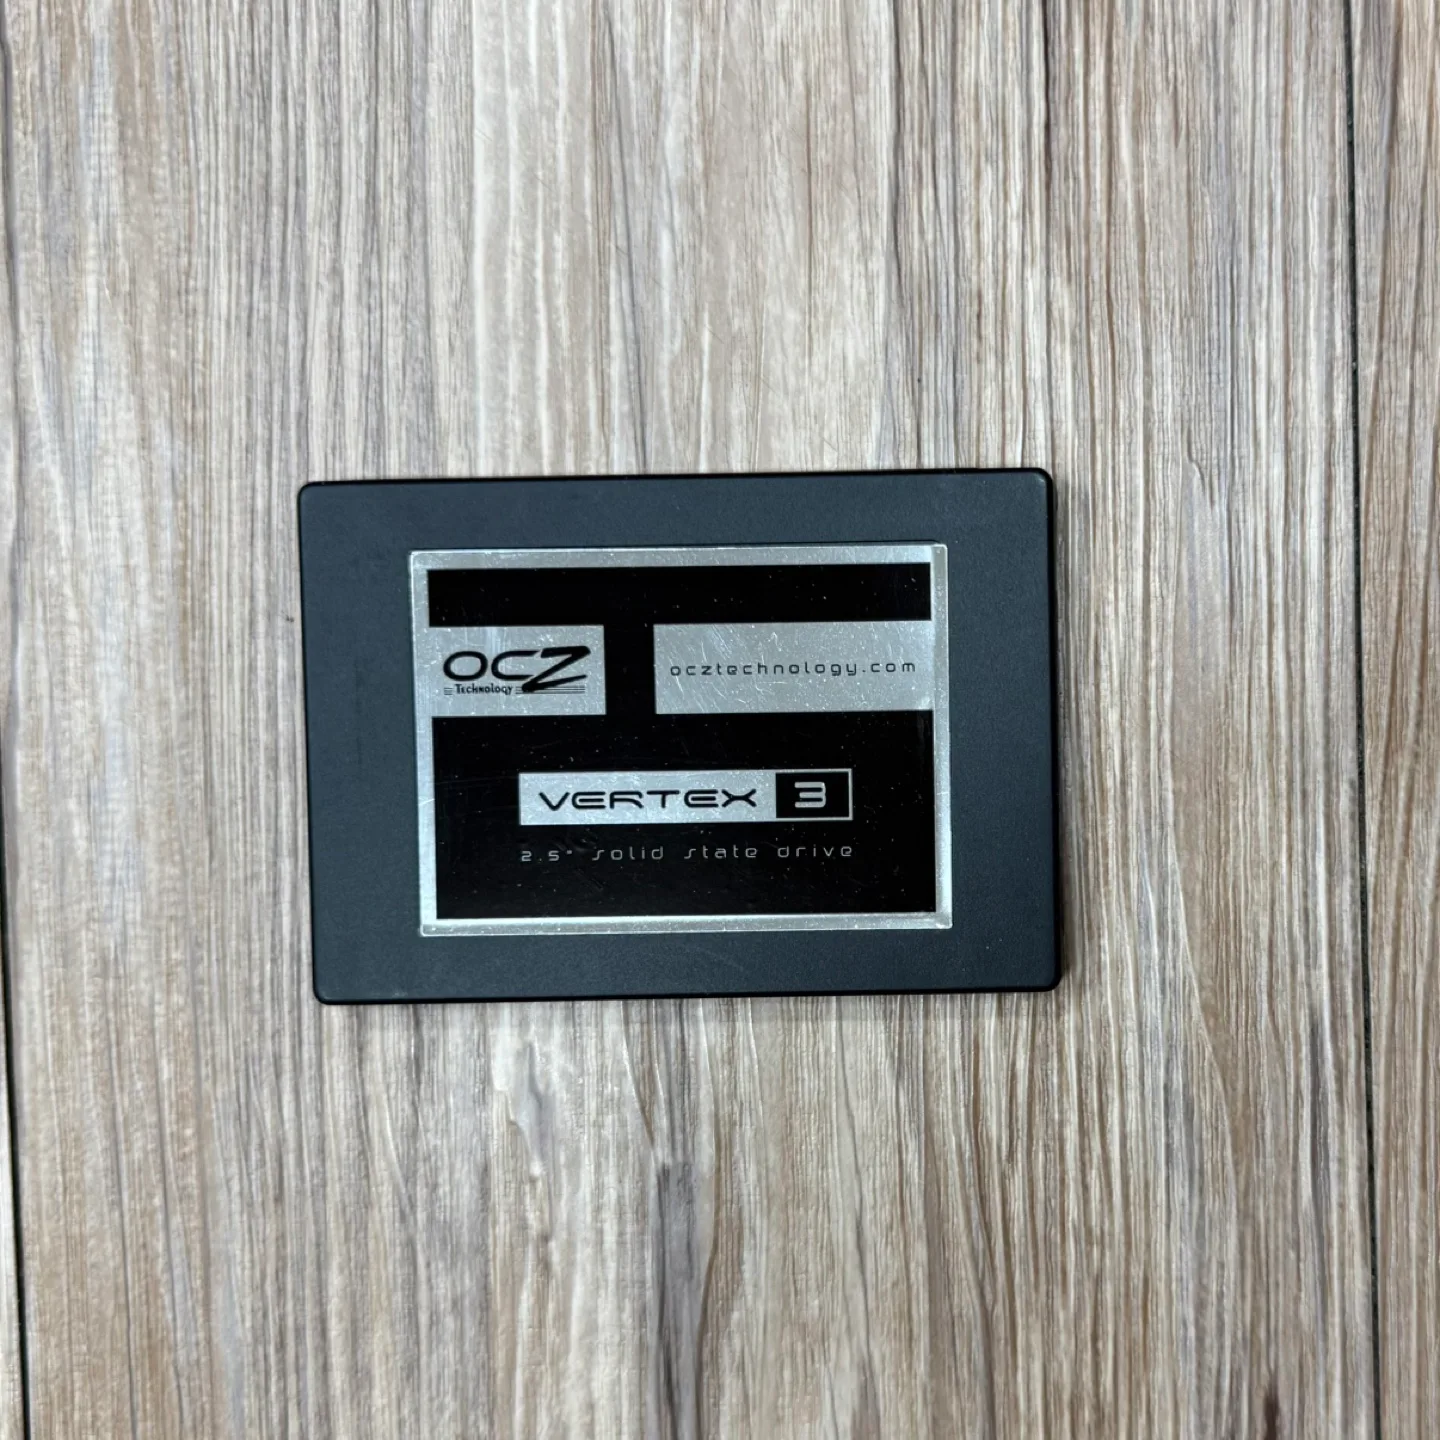 OCZ
Technology
ocztechnology.com
VERTEX 3
2.5" solid state drive